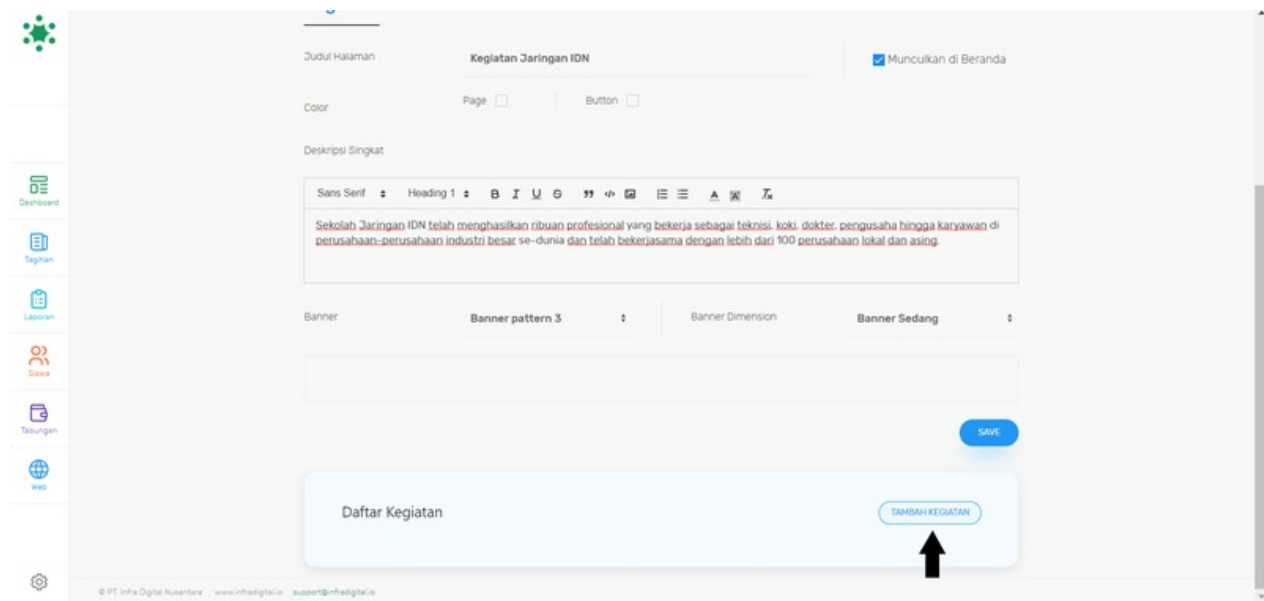 Judul Halaman
Kegiatan Jaringan IDN
Munculkan di Beranda
Color
Page
Button
Deskripsi Singkat
Sans Serif Heading 1 B I U S
Sekolah Jaringan IDN telah menghasilkan ribuan profesional yang bekerja sebagai teknisi, koki, dokter, pengusaha hingga karyawan di
perusahaan-perusahaan industri besar se-dunia dan telah bekerjasama dengan lebih dari 100 perusahaan lokal dan asing.
Banner
Banner pattern 3
Banner Dimension
Banner Sedang
SAVE
Daftar Kegiatan
TAMBAH KEGIATAN
Dashboard
Tagihan
Laporan
Siswa
Tabungan
Web
© PT. Infra Digital Nusantara www.infradigital.io support@infradigital.io